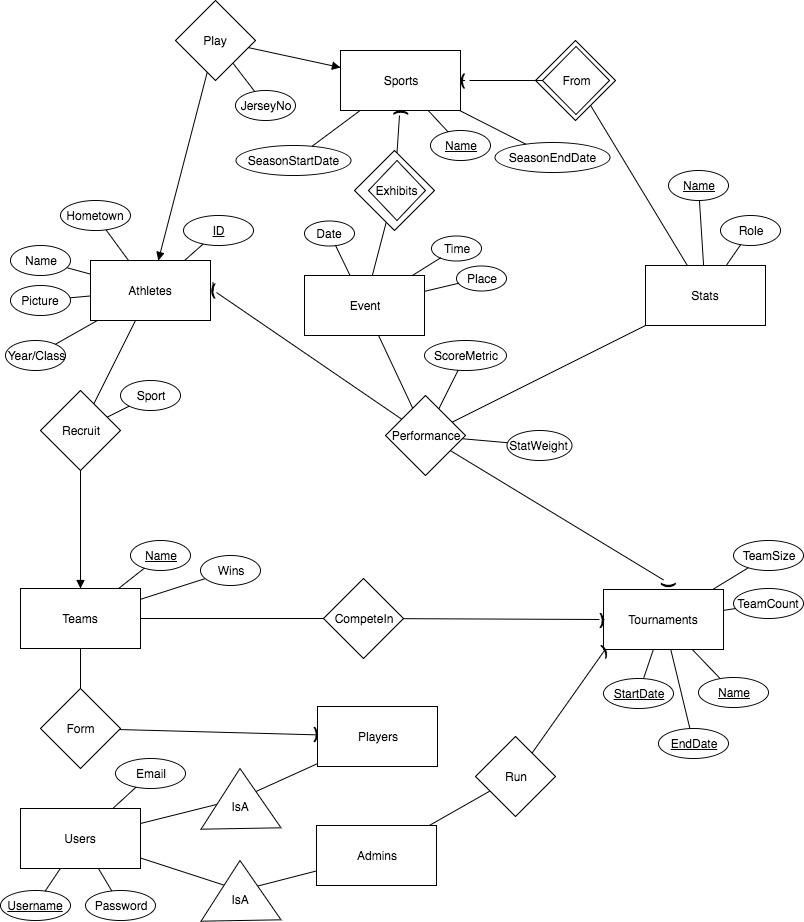 Play
Sports
From
JerseyNo
Name
SeasonStartDate
SeasonEndDate
Exhibits
Name
Role
Hometown
ID
Date
Time
Name
Place
Athletes
Event
Stats
Picture
Year/Class
ScoreMetric
Sport
Recruit
Performance
StatWeight
Name
Wins
TeamSize
TeamCount
Teams
CompeteIn
Tournaments
StartDate
Name
EndDate
Form
Players
Run
Email
IsA
Users
Admins
IsA
Username
Password